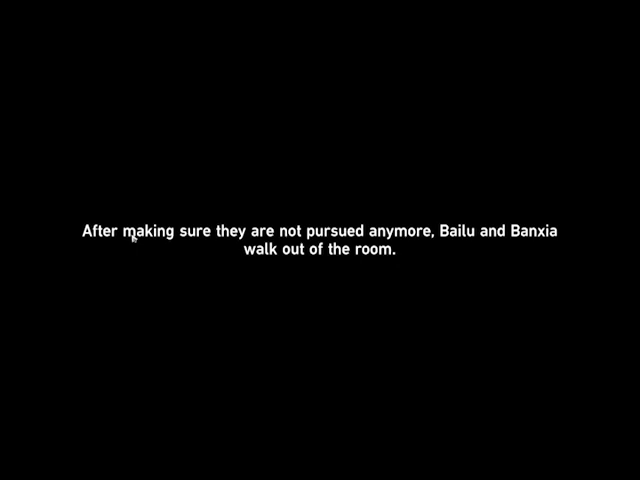 After making sure they are not pursued anymore, Bailu and Banxia
walk out of the room.